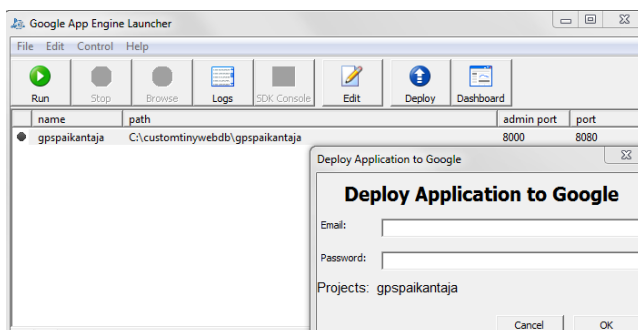 Google App Engine Launcher
File Edit Control Help
Run Stop Browse Logs SDK Console Edit Deploy Dashboard
name path admin port port
gpspaikantaja C:\customtinywebdb\gpspaikantaja 8000 8080
Deploy Application to Google
Deploy Application to Google
Email:
Password:
Projects: gpspaikantaja
Cancel OK